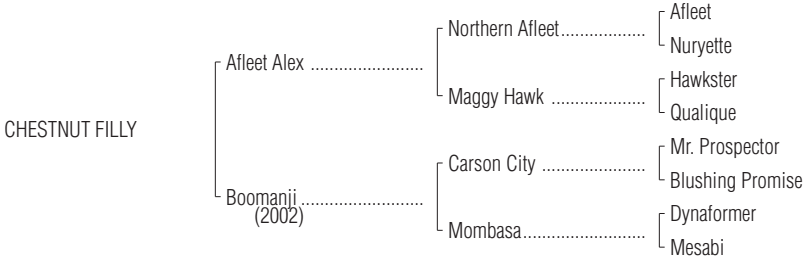 Afleet
Northern Afleet....................
Nuryette
Afleet Alex ........................
Hawkster
Maggy Hawk ....................
Qualique
CHESTNUT FILLY
Mr. Prospector
Carson City ......................
Blushing Promise
Boomanji..........................
(2002)
Dynaformer
Mombasa..........................
Mesabi